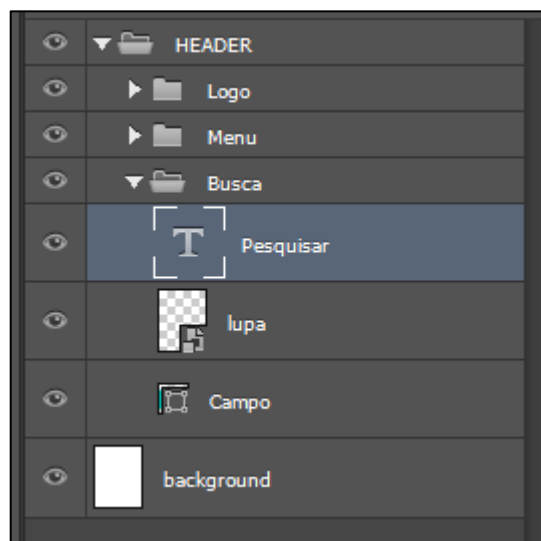 HEADER
Logo
Menu
Busca
T Pesquisar
lupa
Campo
background